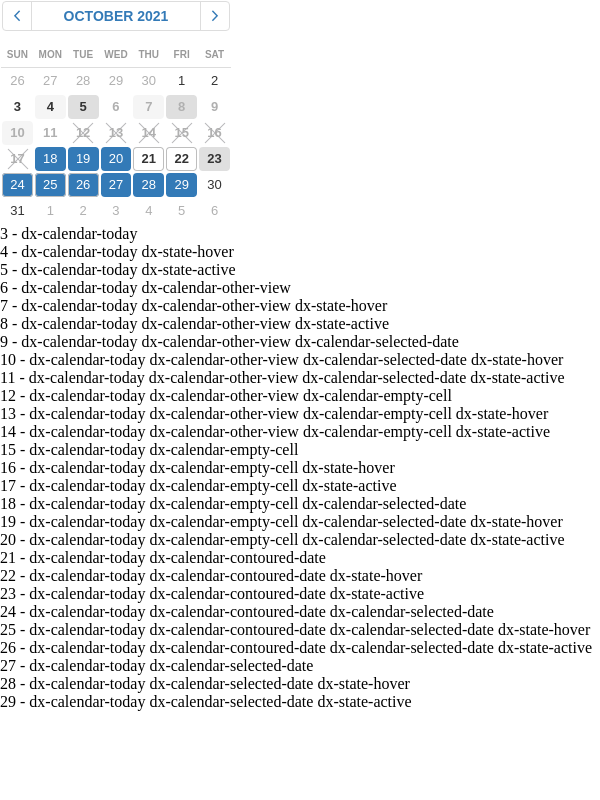 OCTOBER 2021
SUN MON TUE WED THU FRI SAT
26 27 28 29 30 1 2
3 4 5 6 7 8 9
10 11 12 13 14 15 16
17 18 19 20 21 22 23
24 25 26 27 28 29 30
31 1 2 3 4 5 6
3 - dx-calendar-today
4 - dx-calendar-today dx-state-hover
5 - dx-calendar-today dx-state-active
6 - dx-calendar-today dx-calendar-other-view
7 - dx-calendar-today dx-calendar-other-view dx-state-hover
8 - dx-calendar-today dx-calendar-other-view dx-state-active
9 - dx-calendar-today dx-calendar-other-view dx-calendar-selected-date
10 - dx-calendar-today dx-calendar-other-view dx-calendar-selected-date dx-state-hover
11 - dx-calendar-today dx-calendar-other-view dx-calendar-selected-date dx-state-active
12 - dx-calendar-today dx-calendar-other-view dx-calendar-empty-cell
13 - dx-calendar-today dx-calendar-other-view dx-calendar-empty-cell dx-state-hover
14 - dx-calendar-today dx-calendar-other-view dx-calendar-empty-cell dx-state-active
15 - dx-calendar-today dx-calendar-empty-cell
16 - dx-calendar-today dx-calendar-empty-cell dx-state-hover
17 - dx-calendar-today dx-calendar-empty-cell dx-state-active
18 - dx-calendar-today dx-calendar-empty-cell dx-calendar-selected-date
19 - dx-calendar-today dx-calendar-empty-cell dx-calendar-selected-date dx-state-hover
20 - dx-calendar-today dx-calendar-empty-cell dx-calendar-selected-date dx-state-active
21 - dx-calendar-today dx-calendar-contoured-date
22 - dx-calendar-today dx-calendar-contoured-date dx-state-hover
23 - dx-calendar-today dx-calendar-contoured-date dx-state-active
24 - dx-calendar-today dx-calendar-contoured-date dx-calendar-selected-date
25 - dx-calendar-today dx-calendar-contoured-date dx-calendar-selected-date dx-state-hover
26 - dx-calendar-today dx-calendar-contoured-date dx-calendar-selected-date dx-state-active
27 - dx-calendar-today dx-calendar-selected-date
28 - dx-calendar-today dx-calendar-selected-date dx-state-hover
29 - dx-calendar-today dx-calendar-selected-date dx-state-active